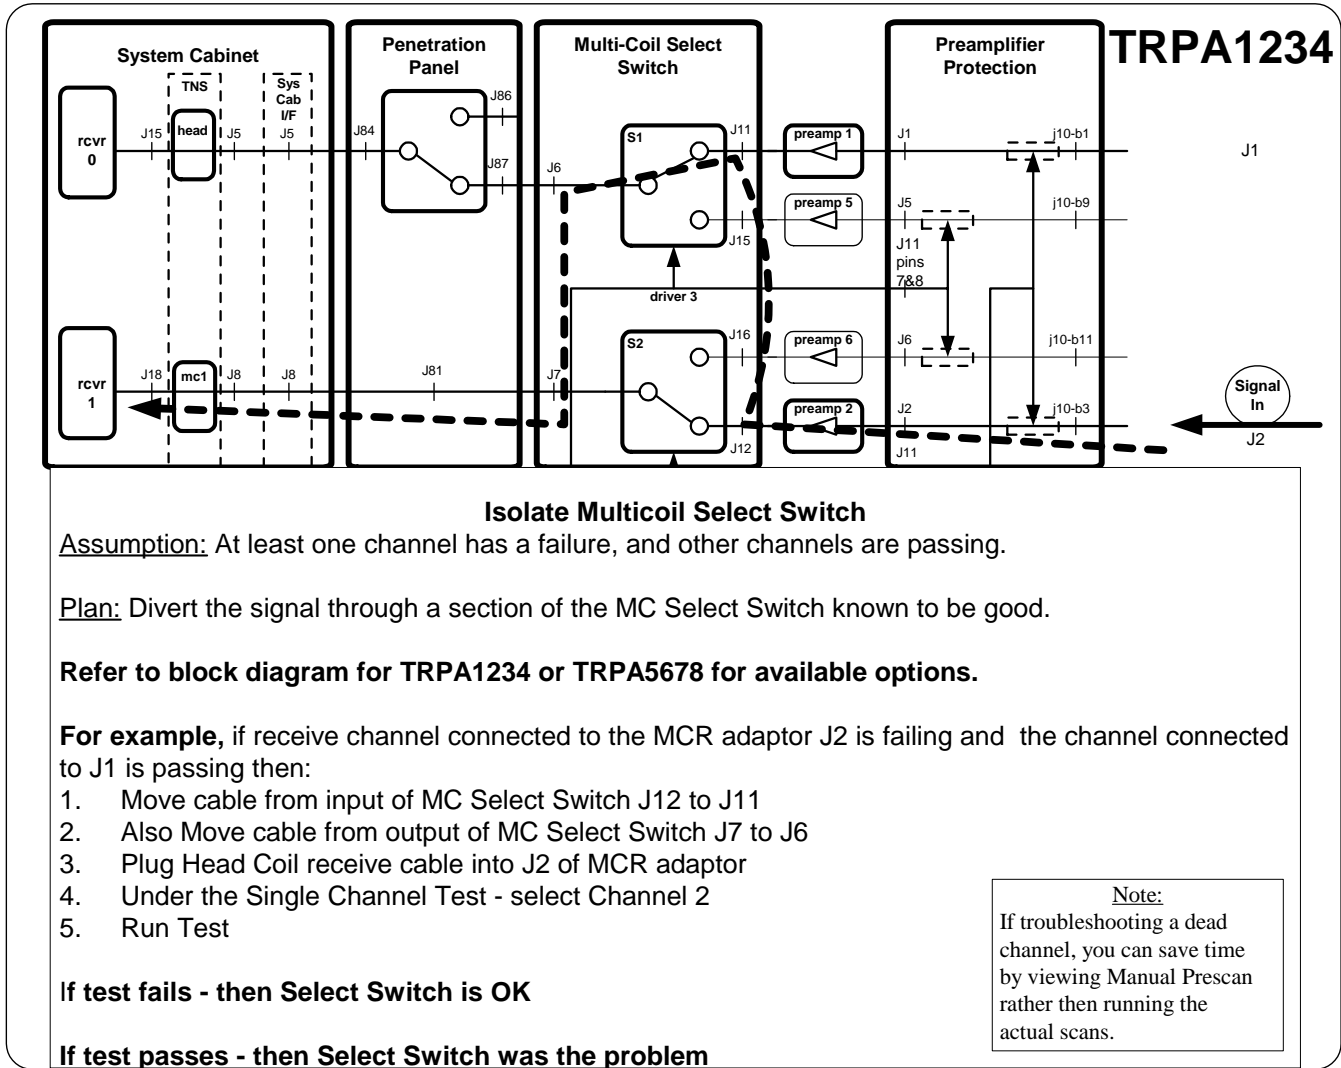 TRPA1234
System Cabinet
Penetration
Panel
Multi-Coil Select
Switch
Preamplifier
Protection
TNS
Sys
Cab
I/F
rcvr
0
J15
head
J5
J5
J84
J86
J87
J6
S1
J11
preamp 1
J1
j10-b1
J1
preamp 5
J15
J5
j10-b9
J11
pins
7&8
driver 3
S2
J16
preamp 6
J6
j10-b11
rcvr
1
J18
mc1
J8
J8
J81
J7
J12
preamp 2
J2
j10-b3
J11
Signal
In
J2
Isolate Multicoil Select Switch
Assumption: At least one channel has a failure, and other channels are passing.
Plan: Divert the signal through a section of the MC Select Switch known to be good.
Refer to block diagram for TRPA1234 or TRPA5678 for available options.
For example, if receive channel connected to the MCR adaptor J2 is failing and the channel connected
to J1 is passing then:
1. Move cable from input of MC Select Switch J12 to J11
2. Also Move cable from output of MC Select Switch J7 to J6
3. Plug Head Coil receive cable into J2 of MCR adaptor
4. Under the Single Channel Test - select Channel 2
5. Run Test
If test fails - then Select Switch is OK
If test passes - then Select Switch was the problem
Note:
If troubleshooting a dead
channel, you can save time
by viewing Manual Prescan
rather then running the
actual scans.